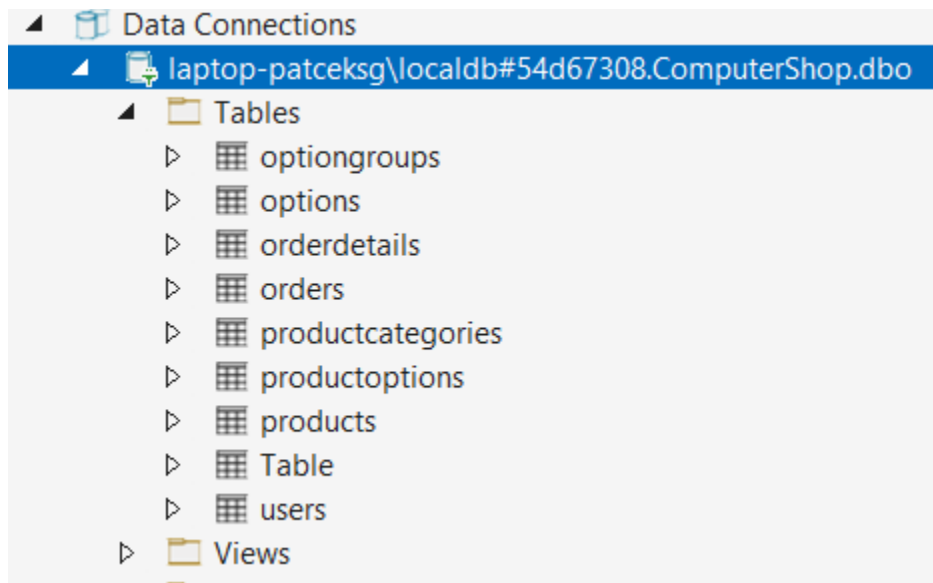 Data Connections
laptop-patceksg\localdb#54d67308.ComputerShop.dbo
Tables
optiongroups
options
orderdetails
orders
productcategories
productoptions
products
Table
users
Views